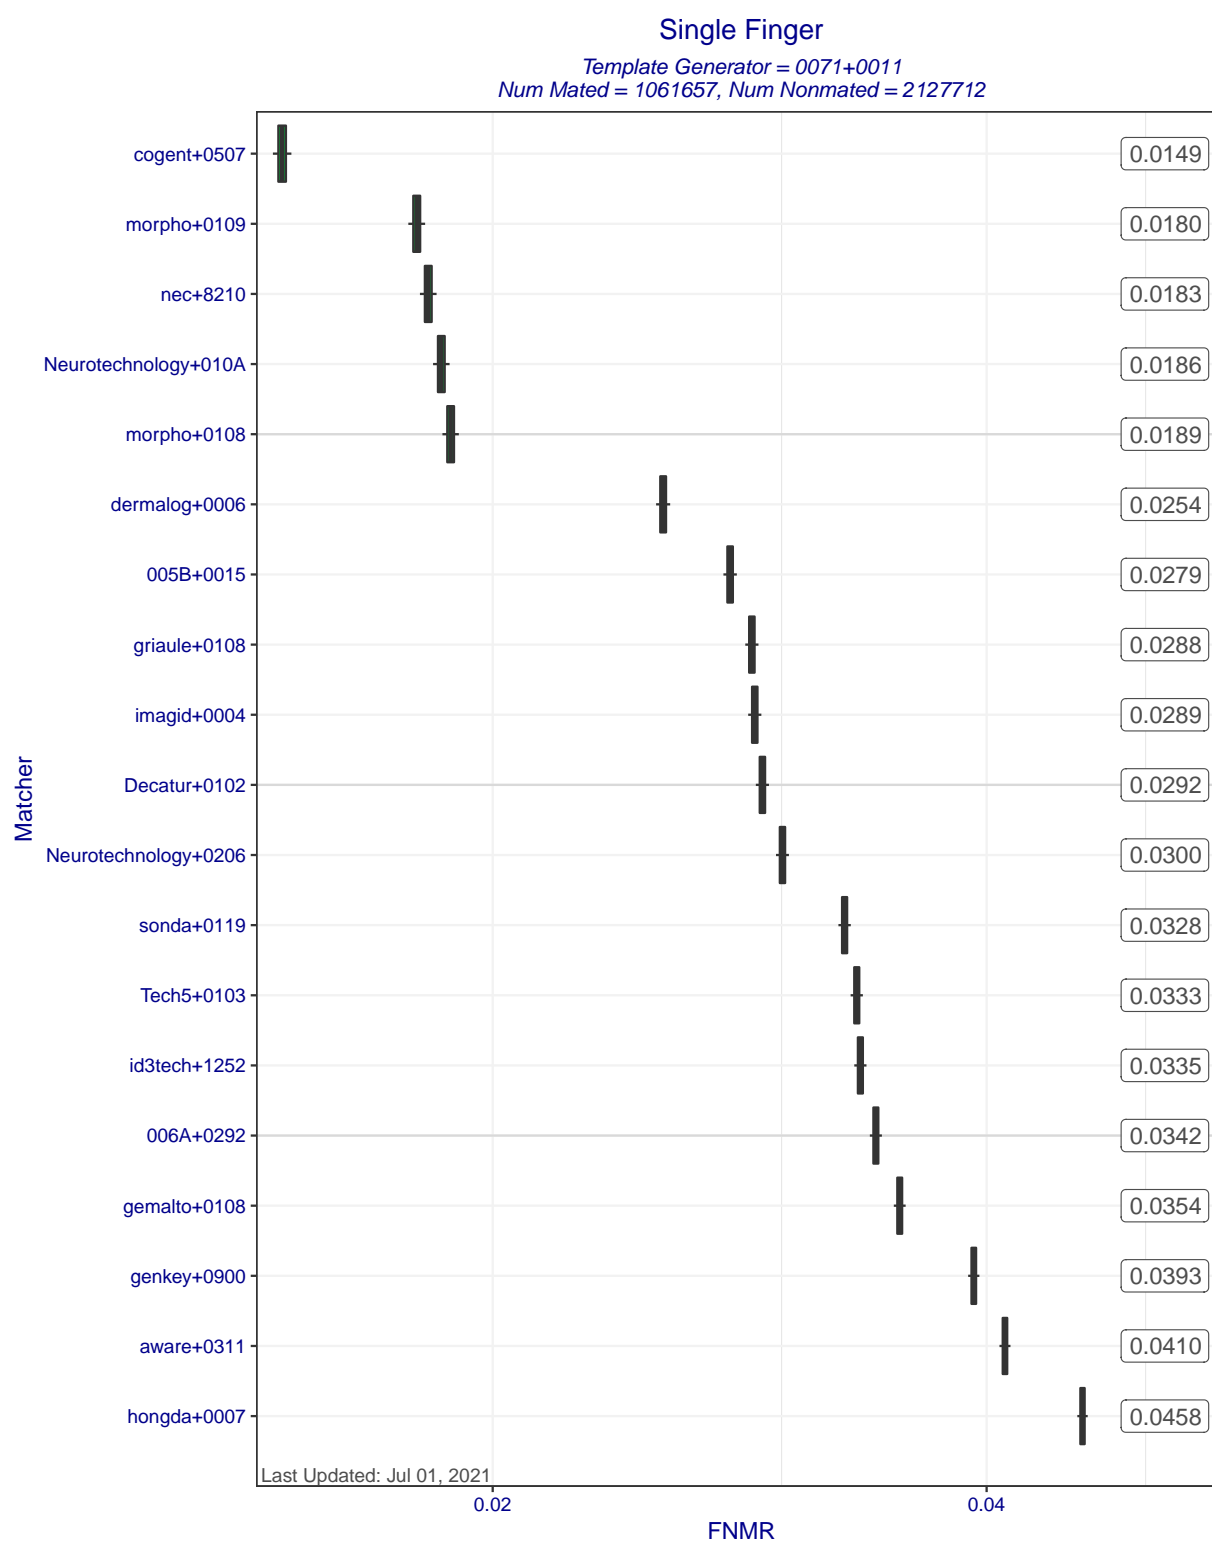 Single Finger
Template Generator = 0071+0011
Num Mated = 1061657, Num Nonmated = 2127712
cogent+0507 0.0149
morpho+0109 0.0180
nec+8210 0.0183
Neurotechnology+010A 0.0186
morpho+0108 0.0189
dermalog+0006 0.0254
005B+0015 0.0279
griaule+0108 0.0288
imagid+0004 0.0289
Decatur+0102 0.0292
Neurotechnology+0206 0.0300
sonda+0119 0.0328
Tech5+0103 0.0333
id3tech+1252 0.0335
006A+0292 0.0342
gemalto+0108 0.0354
genkey+0900 0.0393
aware+0311 0.0410
hongda+0007 0.0458
Matcher
Last Updated: Jul 01, 2021
0.02 0.04
FNMR